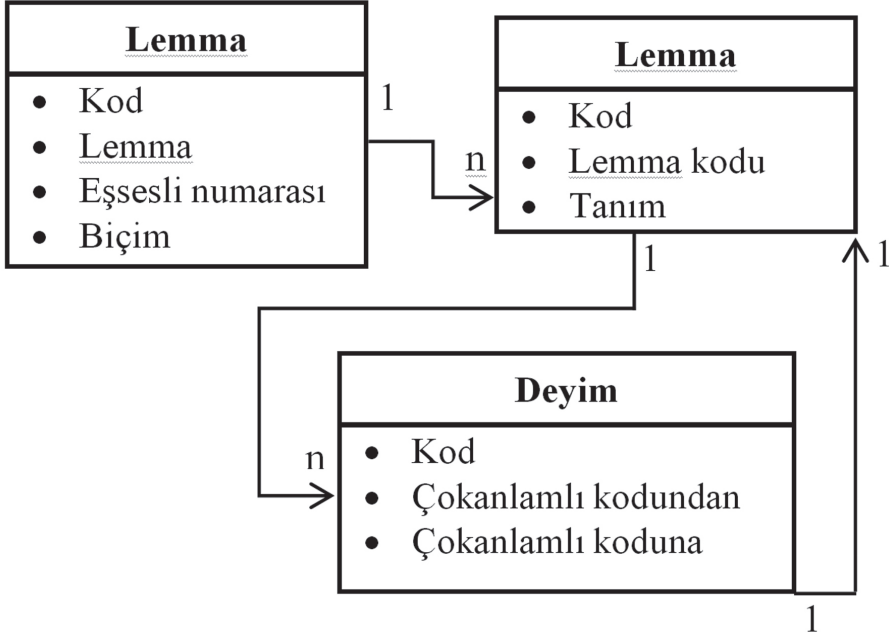 Lemma
• Kod
• Lemma
• Eşsesli numarası
• Biçim
1
n
Lemma
• Kod
• Lemma kodu
• Tanım
1
1
n
Deyim
• Kod
• Çokanlamlı kodundan
• Çokanlamlı koduna
1